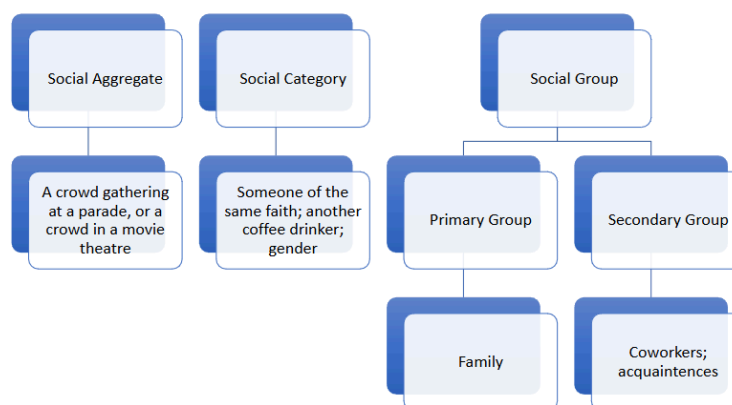 Social Aggregate
Social Category
Social Group
A crowd gathering
at a parade, or a
crowd in a movie
theatre
Someone of the
same faith; another
coffee drinker;
gender
Primary Group
Secondary Group
Family
Coworkers;
acquaintences